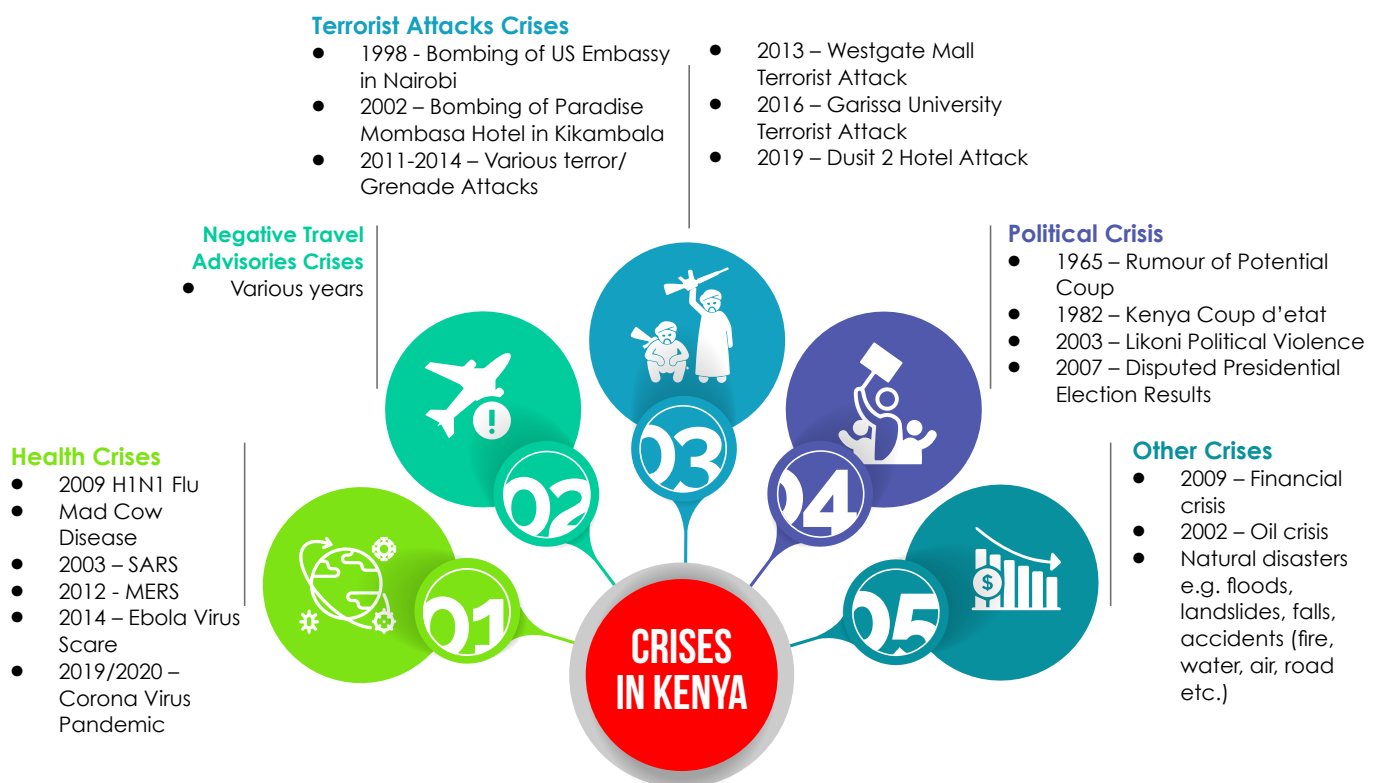 Terrorist Attacks Crises
● 1998 - Bombing of US Embassy
in Nairobi
● 2002 – Bombing of Paradise
Mombasa Hotel in Kikambala
● 2011-2014 – Various terror/
Grenade Attacks
● 2013 – Westgate Mall
Terrorist Attack
● 2016 – Garissa University
Terrorist Attack
● 2019 – Dusit 2 Hotel Attack
Negative Travel
Advisories Crises
● Various years
Political Crisis
● 1965 – Rumour of Potential
Coup
● 1982 – Kenya Coup d’etat
● 2003 – Likoni Political Violence
● 2007 – Disputed Presidential
Election Results
Health Crises
● 2009 H1N1 Flu
● Mad Cow
Disease
● 2003 – SARS
● 2012 - MERS
● 2014 – Ebola Virus
Scare
● 2019/2020 –
Corona Virus
Pandemic
Other Crises
● 2009 – Financial
crisis
● 2002 – Oil crisis
● Natural disasters
e.g. floods,
landslides, falls,
accidents (fire,
water, air, road
etc.)
01
02
!
03
04
05
$
CRISES
IN KENYA